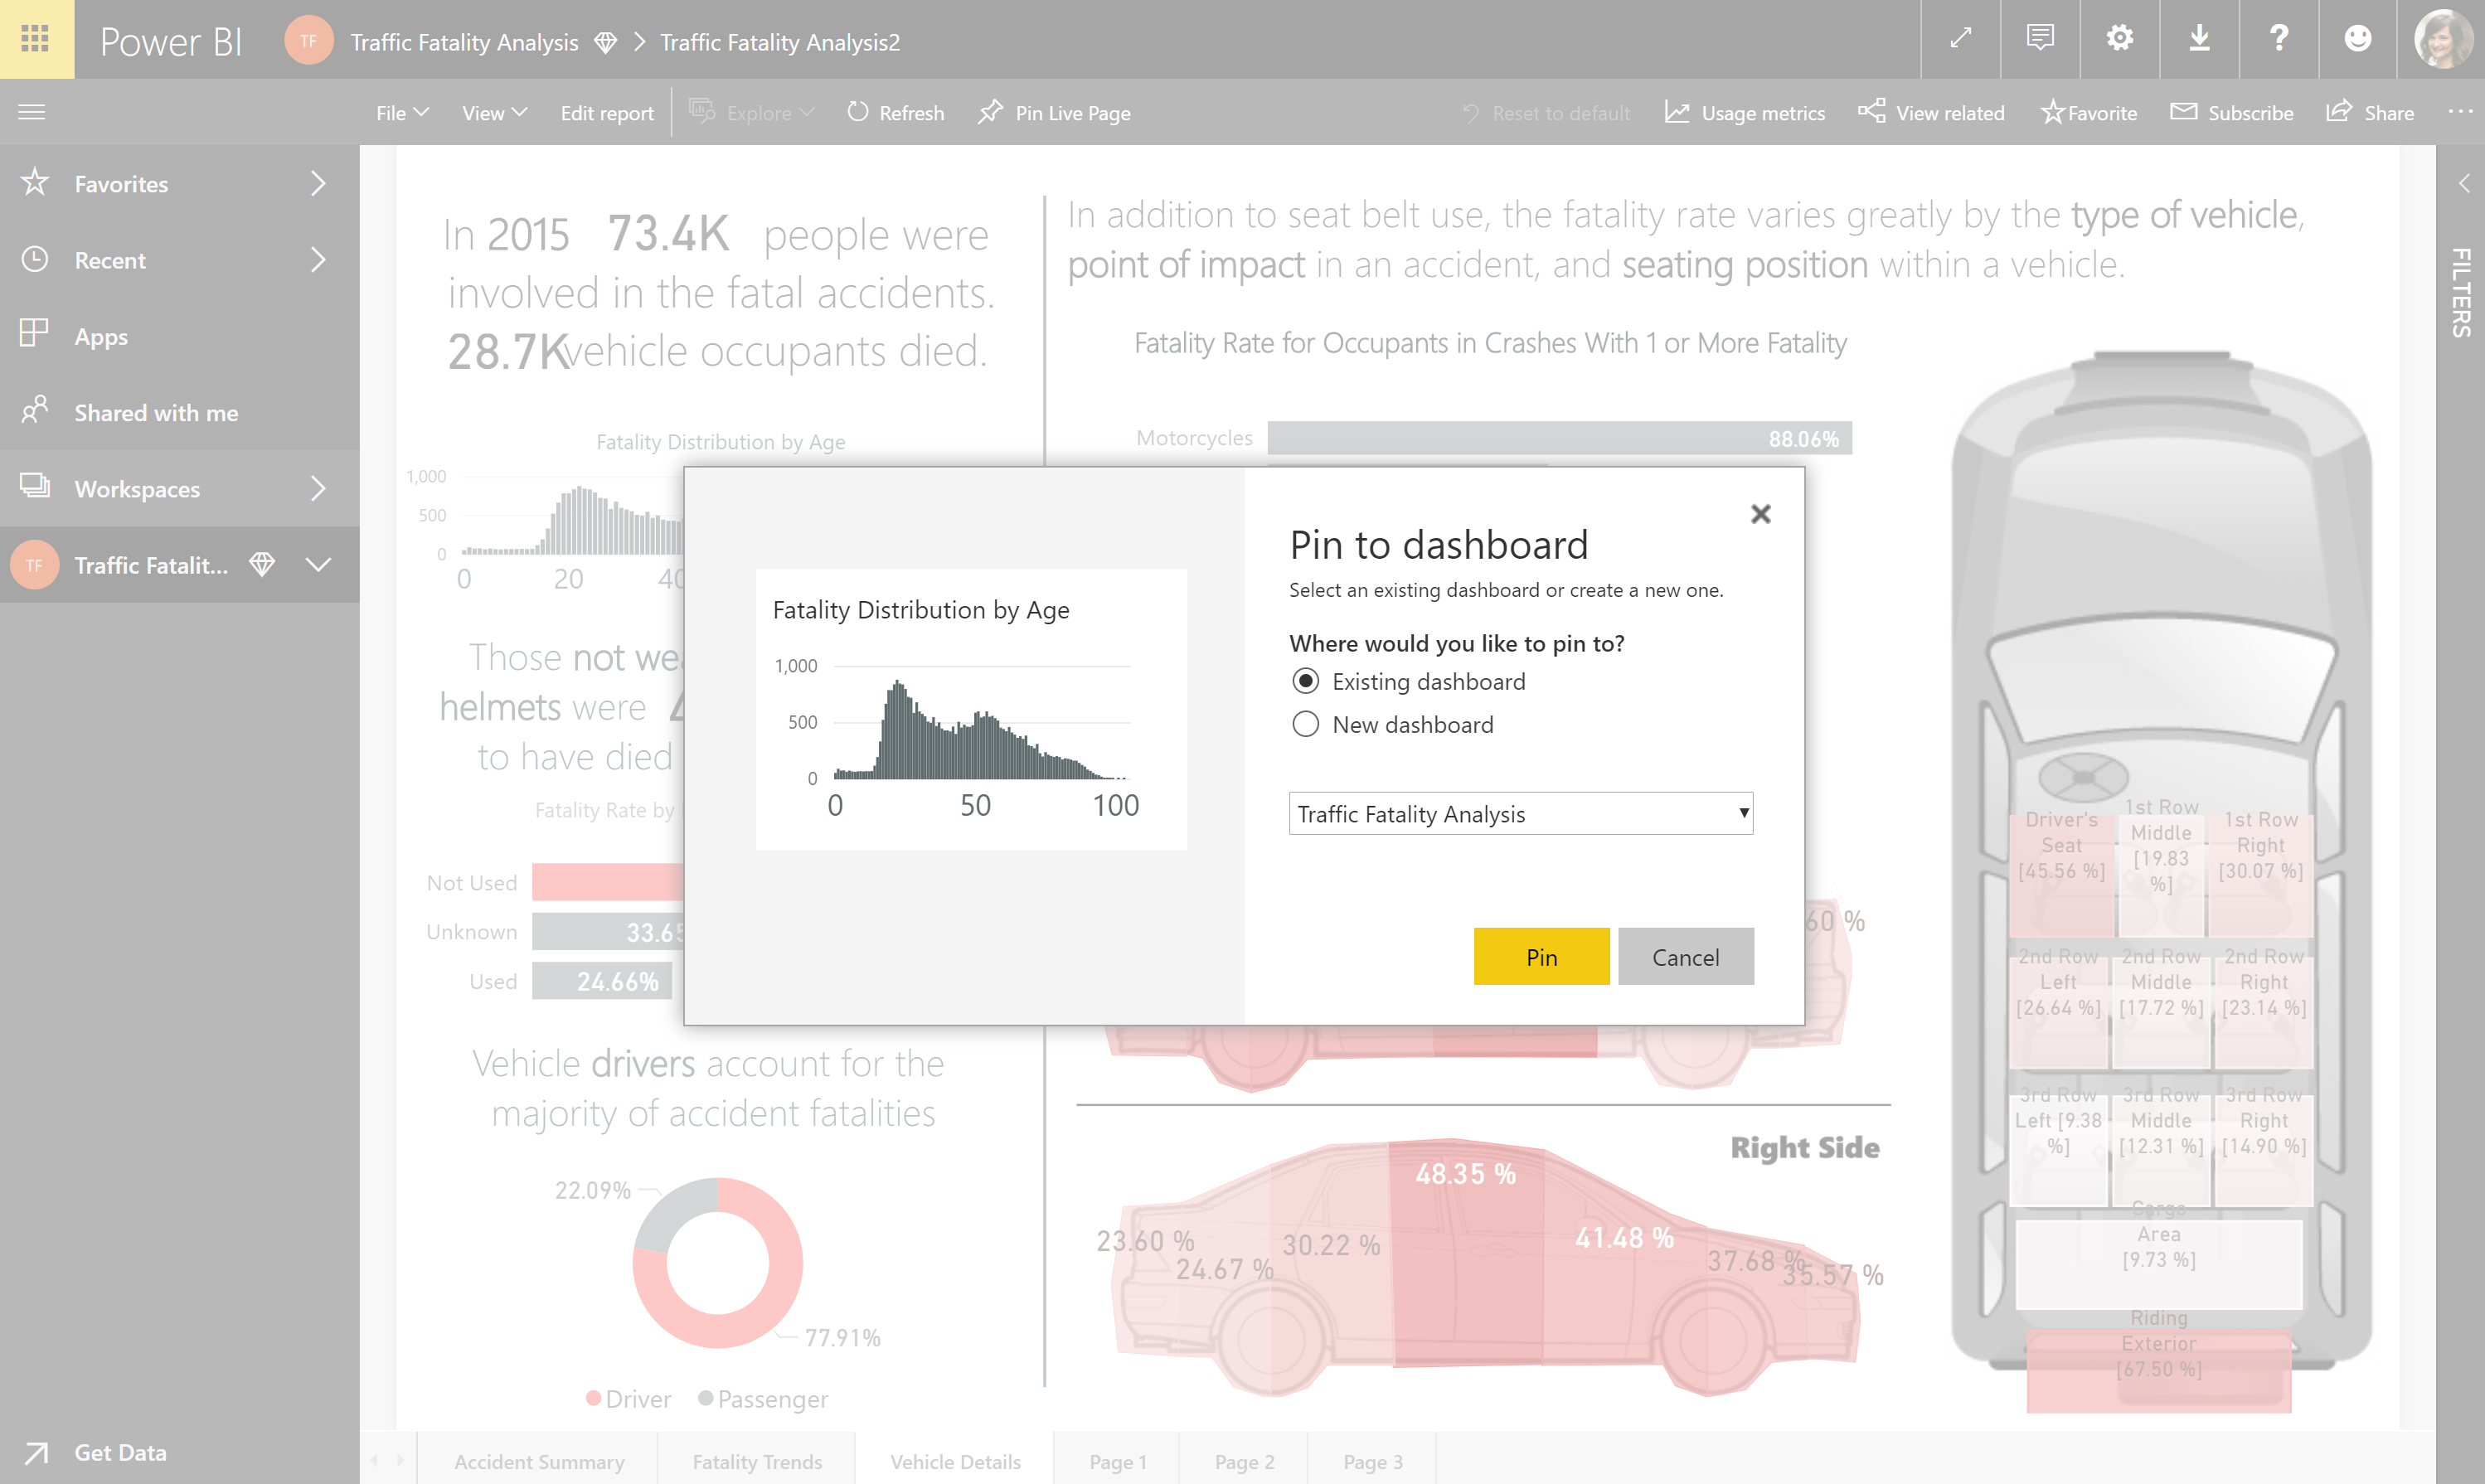 Power BI
TF
Traffic Fatality Analysis
Traffic Fatality Analysis2
File
View
Edit report
Explore
Refresh
Pin Live Page
Reset to default
Usage metrics
View related
Favorite
Subscribe
Share
Favorites
Recent
Apps
Shared with me
Workspaces
TF
Traffic Fatalit...
Get Data
FILTERS
In 2015 73.4K people were
involved in the fatal accidents.
28.7K vehicle occupants died.
Fatality Distribution by Age
1,000
500
0
0
20
Those not
helmets were
to have died
Fatality Rate by
Not Used
Unknown
33.65
Used
24.66%
Vehicle drivers account for the
majority of accident fatalities
22.09%
77.91%
Driver
Passenger
In addition to seat belt use, the fatality rate varies greatly by the type of vehicle,
point of impact in an accident, and seating position within a vehicle.
Fatality Rate for Occupants in Crashes With 1 or More Fatality
Motorcycles
88.06%
Fatality Distribution by Age
1,000
500
0
0
50
100
Pin to dashboard
Select an existing dashboard or create a new one.
Where would you like to pin to?
Existing dashboard
New dashboard
Traffic Fatality Analysis
Pin
Cancel
60 %
Right Side
23.60 %
24.67 %
30.22 %
48.35 %
41.48 %
37.68 %
35.57 %
Driver's
Seat
[45.56 %]
1st Row
Middle
[19.83
%]
1st Row
Right
[30.07 %]
2nd Row
Left
[26.64 %]
2nd Row
Middle
[17.72 %]
2nd Row
Right
[23.14 %]
3rd Row
Left [9.38
%]
3rd Row
Middle
[12.31 %]
3rd Row
Right
[14.90 %]
Cargo
Area
[9.73 %]
Riding
Exterior
[67.50 %]
Accident Summary
Fatality Trends
Vehicle Details
Page 1
Page 2
Page 3